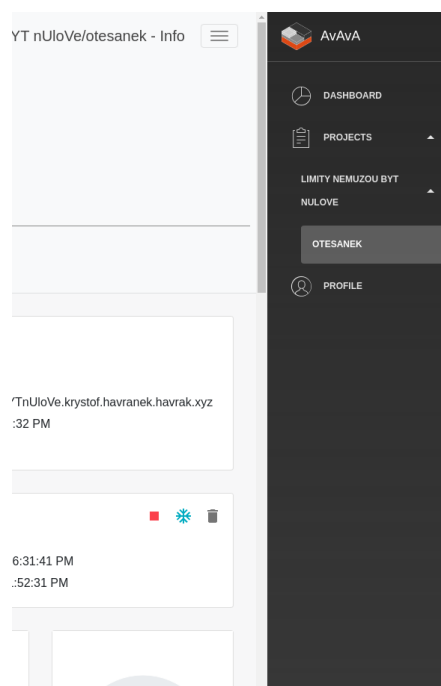 YT nUloVe/otesanek - Info
AvAvA
DASHBOARD
PROJECTS
LIMITY NEMUZOU BYT
NULOVE
OTESANEK
PROFILE
YTnUloVe.krystof.havranek.havrak.xyz
:32 PM
6:31:41 PM
:52:31 PM